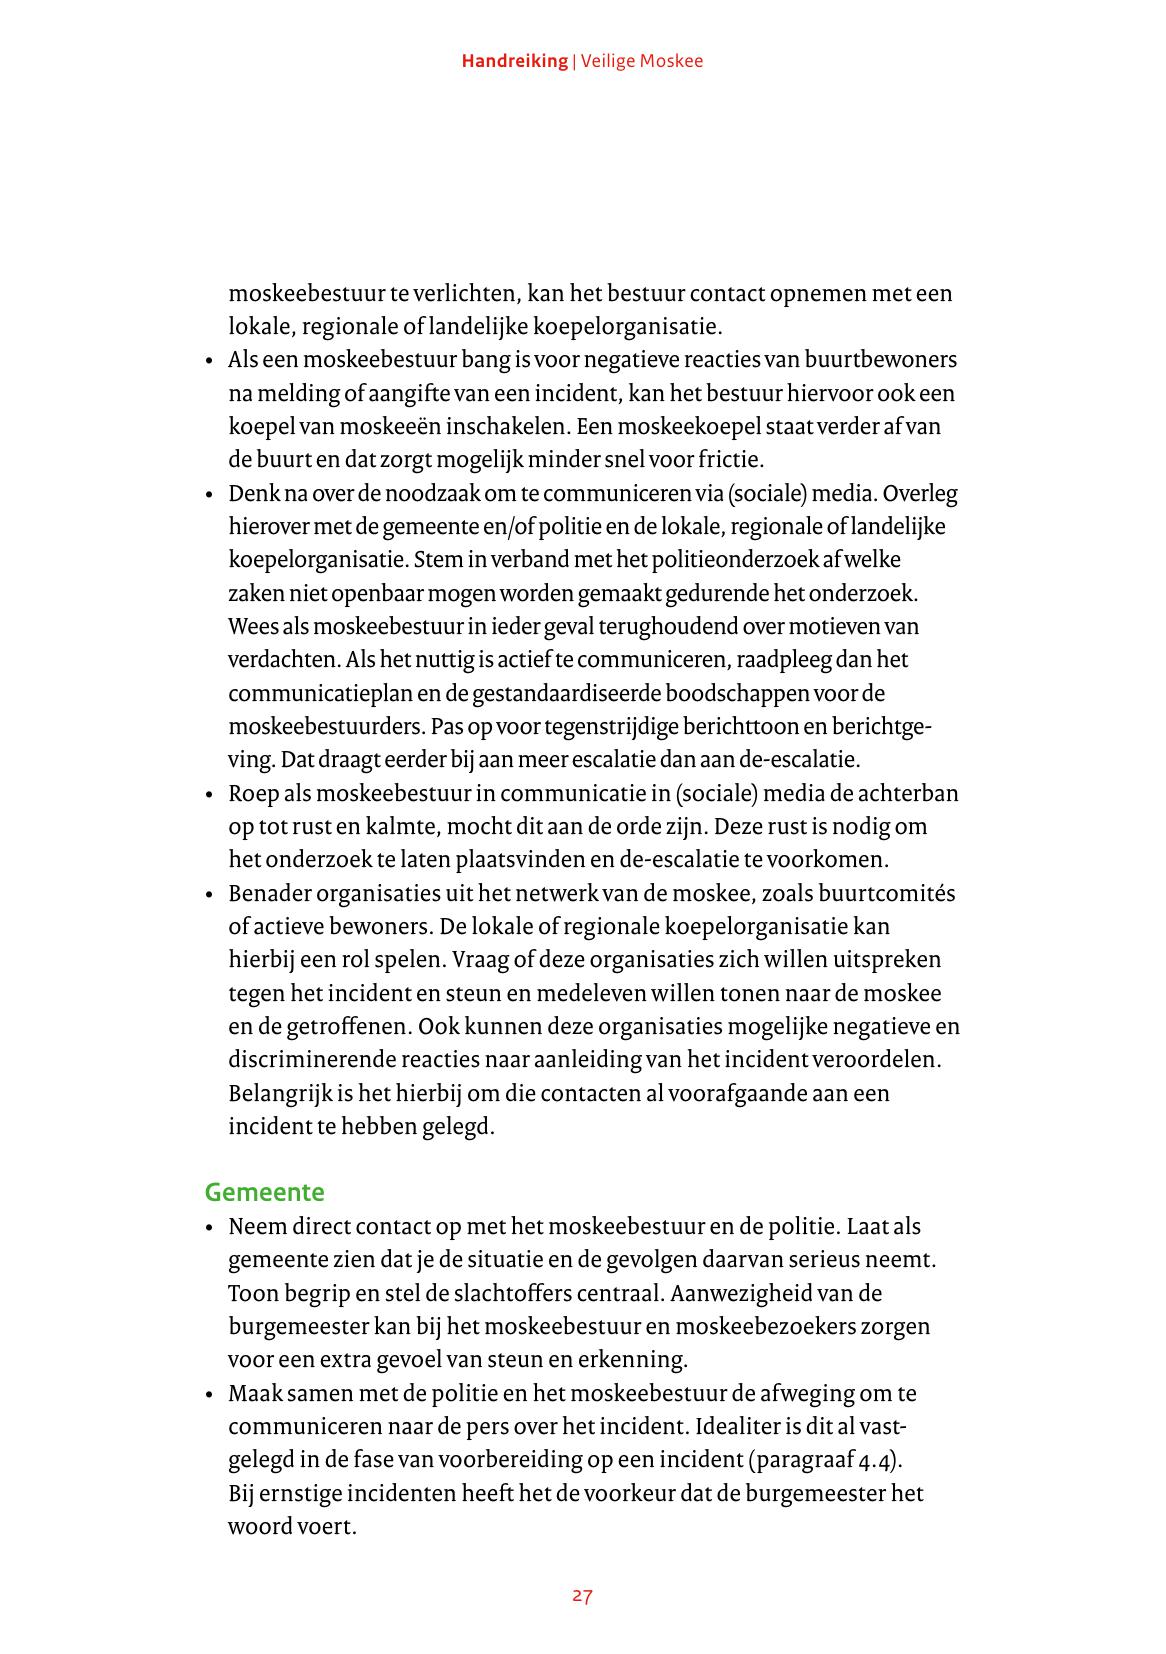 Handreiking | Veilige Moskee
moskeebestuur te verlichten, kan het bestuur contact opnemen met een
lokale, regionale of landelijke koepelorganisatie.
• Als een moskeebestuur bang is voor negatieve reacties van buurtbewoners
na melding of aangifte van een incident, kan het bestuur hiervoor ook een
koepel van moskeeën inschakelen. Een moskeekoepel staat verder af van
de buurt en dat zorgt mogelijk minder snel voor frictie.
• Denk na over de noodzaak om te communiceren via (sociale) media. Overleg
hierover met de gemeente en/of politie en de lokale, regionale of landelijke
koepelorganisatie. Stem in verband met het politieonderzoek af welke
zaken niet openbaar mogen worden gemaakt gedurende het onderzoek.
Wees als moskeebestuur in ieder geval terughoudend over motieven van
verdachten. Als het nuttig is actief te communiceren, raadpleeg dan het
communicatieplan en de gestandaardiseerde boodschappen voor de
moskeebestuurders. Pas op voor tegenstrijdige berichttoon en berichtge-
ving. Dat draagt eerder bij aan meer escalatie dan aan de-escalatie.
• Roep als moskeebestuur in communicatie in (sociale) media de achterban
op tot rust en kalmte, mocht dit aan de orde zijn. Deze rust is nodig om
het onderzoek te laten plaatsvinden en de-escalatie te voorkomen.
• Benader organisaties uit het netwerk van de moskee, zoals buurtcomités
of actieve bewoners. De lokale of regionale koepelorganisatie kan
hierbij een rol spelen. Vraag of deze organisaties zich willen uitspreken
tegen het incident en steun en medeleven willen tonen naar de moskee
en de getroffenen. Ook kunnen deze organisaties mogelijke negatieve en
discriminerende reacties naar aanleiding van het incident veroordelen.
Belangrijk is het hierbij om die contacten al voorafgaande aan een
incident te hebben gelegd.
Gemeente
• Neem direct contact op met het moskeebestuur en de politie. Laat als
gemeente zien dat je de situatie en de gevolgen daarvan serieus neemt.
Toon begrip en stel de slachtoffers centraal. Aanwezigheid van de
burgemeester kan bij het moskeebestuur en moskeebezoekers zorgen
voor een extra gevoel van steun en erkenning.
• Maak samen met de politie en het moskeebestuur de afweging om te
communiceren naar de pers over het incident. Idealiter is dit al vast-
gelegd in de fase van voorbereiding op een incident (paragraaf 4.4).
Bij ernstige incidenten heeft het de voorkeur dat de burgemeester het
woord voert.
27